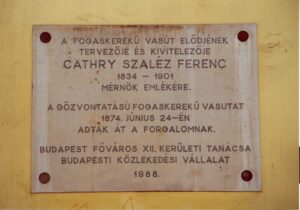 A FOGASKEREKŰ VASÚT ELŐDJÉNEK
TERVEZŐJE ÉS KIVITELEZŐJE
CATHRY SZALÉZ FERENC
1834 – 1901
MÉRNÖK EMLÉKÉRE.
A GŐZVONTATÁSÚ FOGASKEREKŰ VASUTAT
1874. JÚNIUS 24-ÉN
ADTÁK ÁT A FORGALOMNAK.
BUDAPEST FŐVÁROS XII. KERÜLETI TANÁCSA
BUDAPESTI KÖZLEKEDÉSI VÁLLALAT
1988.